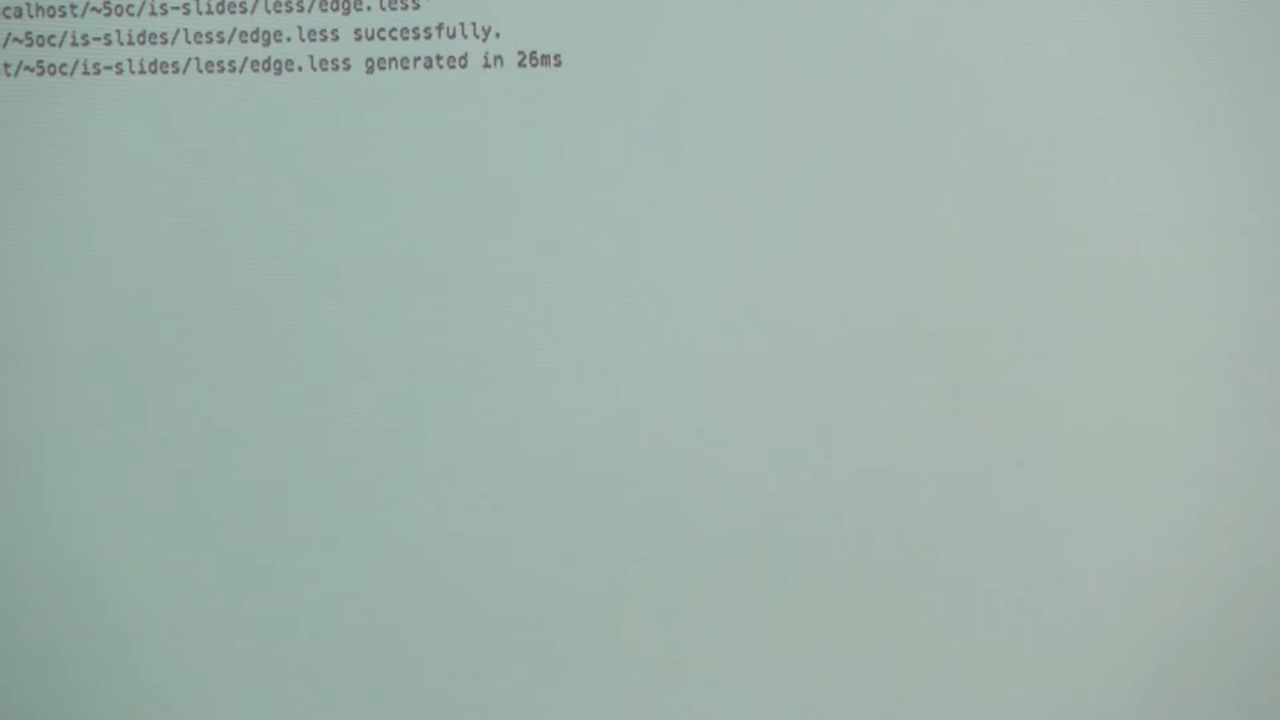 calhost/~5oc/is-slides/less/edge.less
/~5oc/is-slides/less/edge.less successfully.
t/~5oc/is-slides/less/edge.less generated in 26ms